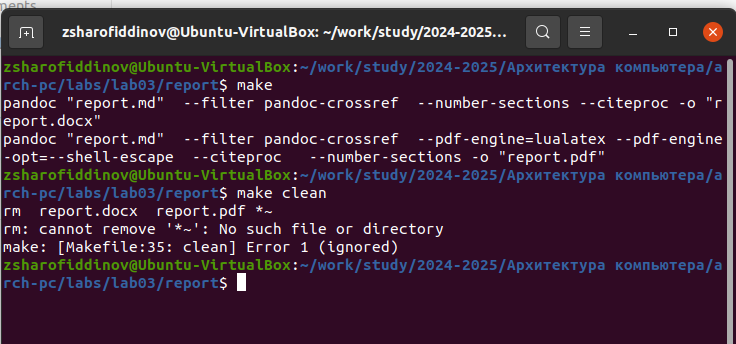 ments
zsharofiddinov@Ubuntu-VirtualBox: ~/work/study/2024-2025...
zsharofiddinov@Ubuntu-VirtualBox:~/work/study/2024-2025/Архитектура компьютера/a
rch-pc/labs/lab03/report$ make
pandoc "report.md"  --filter pandoc-crossref  --number-sections --citeproc -o "r
eport.docx"
pandoc "report.md"  --filter pandoc-crossref  --pdf-engine=lualatex --pdf-engine
-opt=--shell-escape  --citeproc   --number-sections -o "report.pdf"
zsharofiddinov@Ubuntu-VirtualBox:~/work/study/2024-2025/Архитектура компьютера/a
rch-pc/labs/lab03/report$ make clean
rm  report.docx  report.pdf *~
rm: cannot remove '*~': No such file or directory
make: [Makefile:35: clean] Error 1 (ignored)
zsharofiddinov@Ubuntu-VirtualBox:~/work/study/2024-2025/Архитектура компьютера/a
rch-pc/labs/lab03/report$